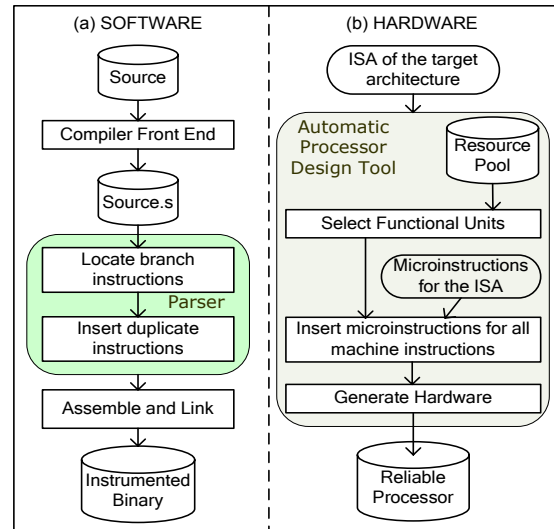 (a) SOFTWARE
Source
Compiler Front End
Source.s
Locate branch
instructions
Parser
Insert duplicate
instructions
Assemble and Link
Instrumented
Binary
(b) HARDWARE
ISA of the target
architecture
Automatic
Processor
Design Tool
Resource
Pool
Select Functional Units
Microinstructions
for the ISA
Insert microinstructions for all
machine instructions
Generate Hardware
Reliable
Processor